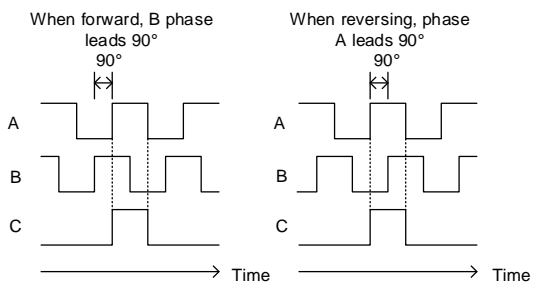 When forward, B phase
leads 90°
90°
A
B
C
Time
When reversing, phase
A leads 90°
90°
A
B
C
Time